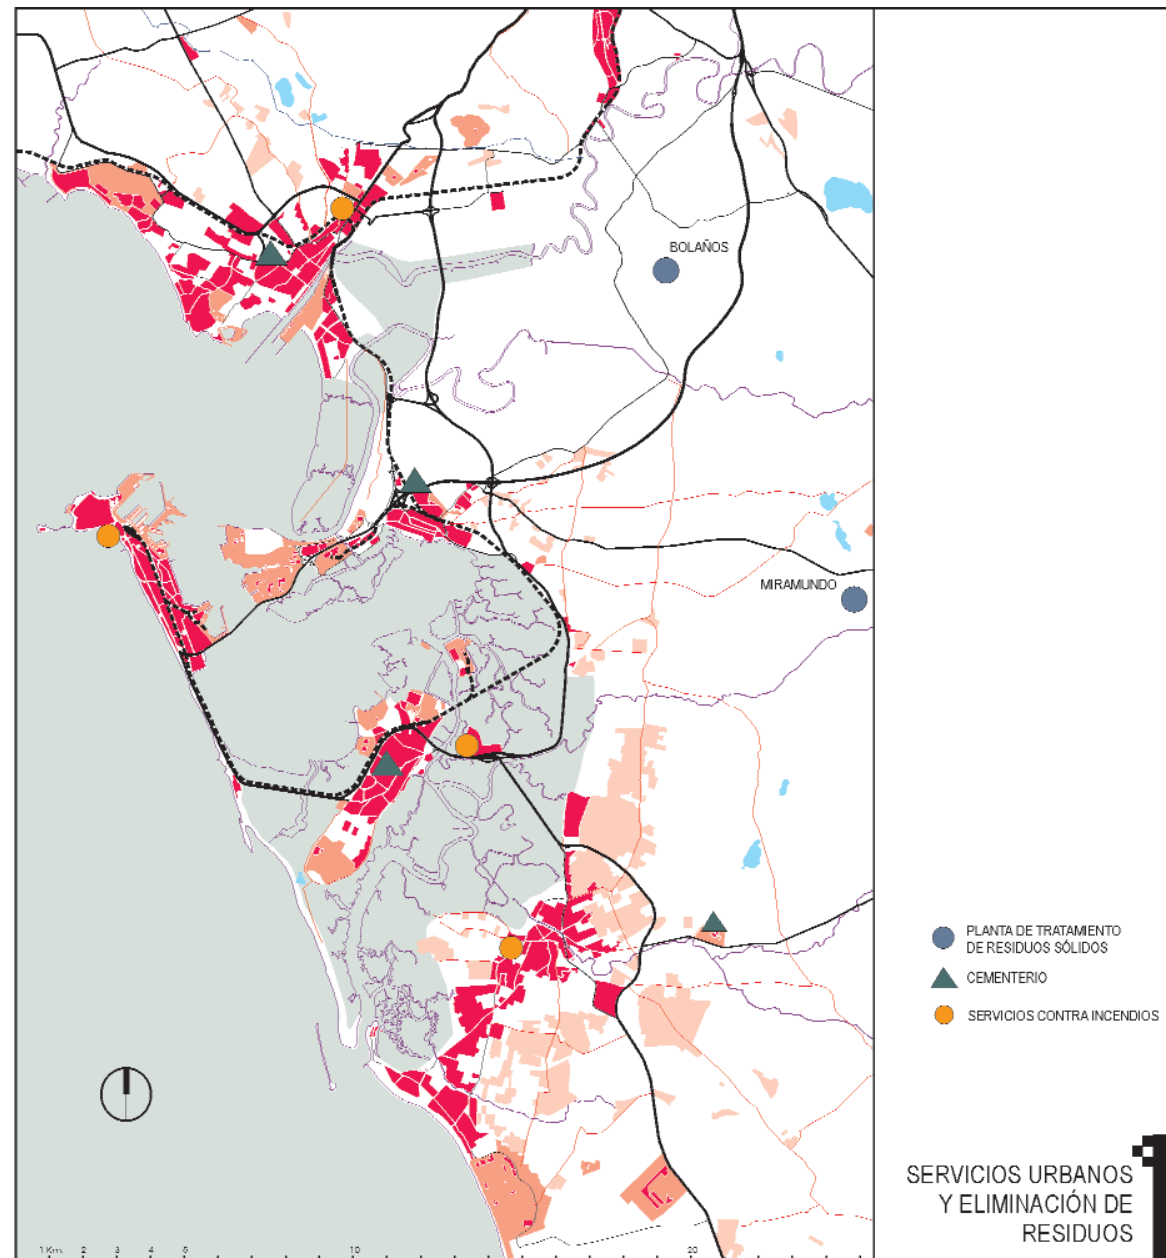 BOLAÑOS
MIRAMUNDO
PLANTA DE TRATAMIENTO
DE RESIDUOS SÓLIDOS
CEMENTERIO
SERVICIOS CONTRA INCENDIOS
SERVICIOS URBANOS
Y ELIMINACIÓN DE
RESIDUOS
1 Km. 2 3 4 5 10 20